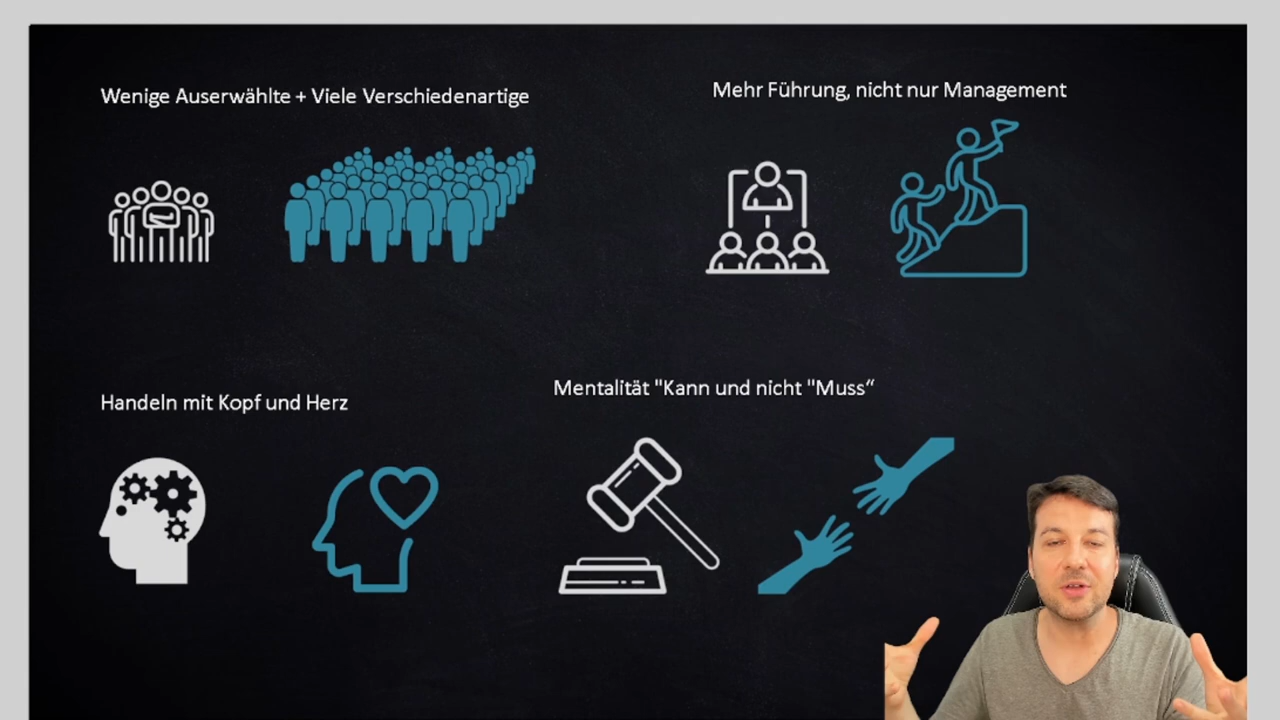 Wenige Auserwählte + Viele Verschiedenartige
Mehr Führung, nicht nur Management
Handeln mit Kopf und Herz
Mentalität "Kann und nicht "Muss“